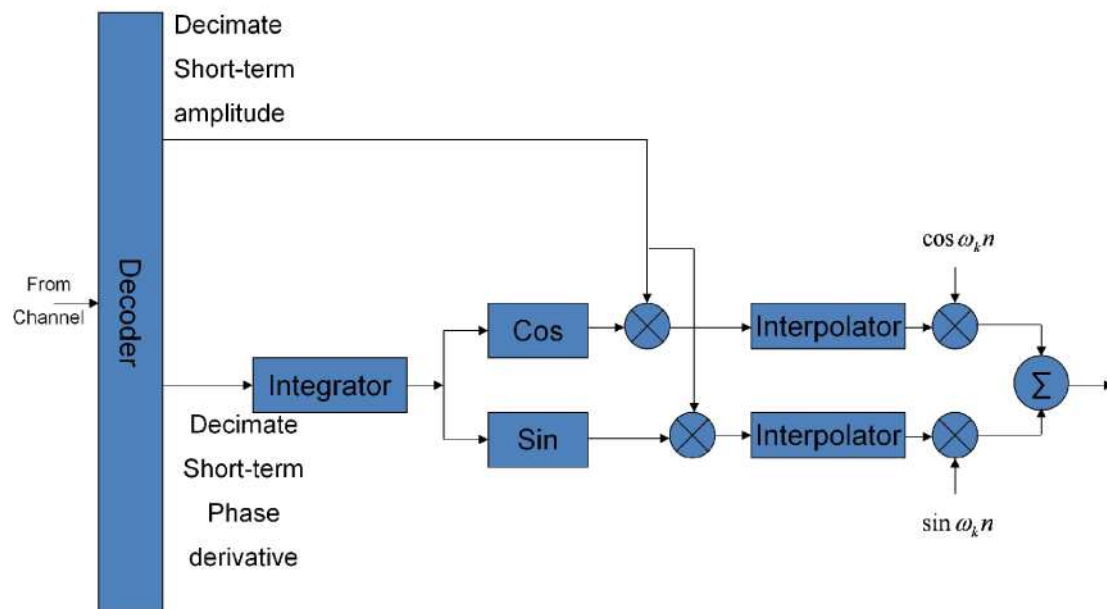 Decimate
Short-term
amplitude
Decoder
From
Channel
cos ωₖn
Cos
Interpolator
Integrator
Σ
Decimate
Short-term
Phase
derivative
Sin
Interpolator
sin ωₖn